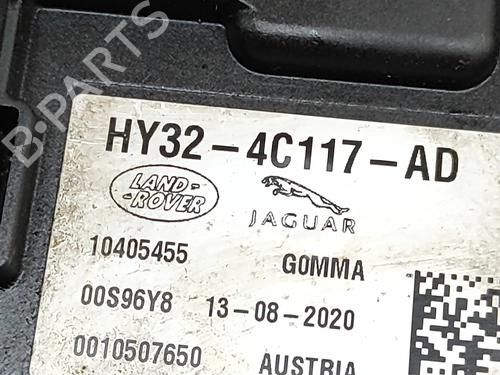 B-PARTS
HY32-4C117-AD
LAND-
ROVER
JAGUAR
10405455 GOMMA
00S96Y8 13-08-2020
0010507650 AUSTRIA